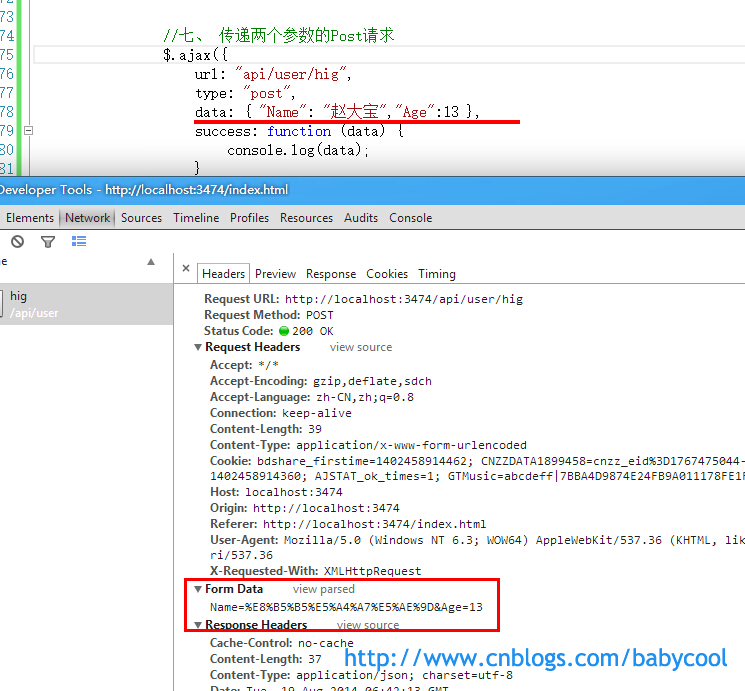 73
74 //七、 传递两个参数的Post请求
75 $.ajax({
76 url: "api/user/hig",
77 type: "post",
78 data: { "Name": "赵大宝","Age":13 },
79 success: function (data) {
80 console.log(data);
81 }
Developer Tools - http://localhost:3474/index.html
Elements Network Sources Timeline Profiles Resources Audits Console
e
× Headers Preview Response Cookies Timing
hig
/api/user
Request URL: http://localhost:3474/api/user/hig
Request Method: POST
Status Code: 200 OK
Request Headers view source
Accept: */*
Accept-Encoding: gzip,deflate,sdch
Accept-Language: zh-CN,zh;q=0.8
Connection: keep-alive
Content-Length: 39
Content-Type: application/x-www-form-urlencoded
Cookie: bdshare_firstime=1402458914462; CNZZDATA1899458=cnzz_eid%3D1767475044-
1402458914360; AJSTAT_ok_times=1; GTMusic=abcdeff|7BBA4D9874E24FB9A011178FE1F
Host: localhost:3474
Origin: http://localhost:3474
Referer: http://localhost:3474/index.html
User-Agent: Mozilla/5.0 (Windows NT 6.3; WOW64) AppleWebKit/537.36 (KHTML, lik
ri/537.36
X-Requested-With: XMLHttpRequest
Form Data view parsed
Name=%E8%B5%B5%E5%A4%A7%E5%AE%9D&Age=13
Response Headers view source
Cache-Control: no-cache
Content-Length: 37
http://www.cnblogs.com/babycool
Content-Type: application/json; charset=utf-8
Date: Tue, 19 Aug 2014 06:42:13 GMT